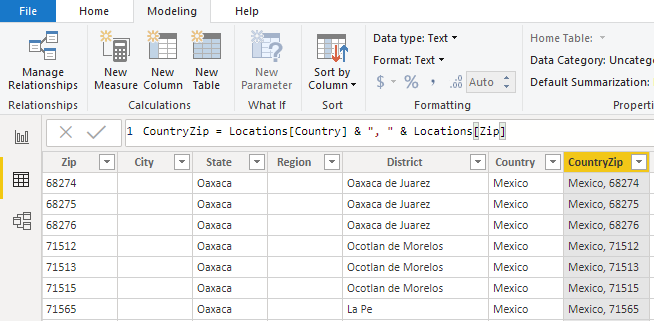 File Home Modeling Help
Manage Relationships
New Measure
New Column
New Table
New Parameter
Sort by Column
Data type: Text
Format: Text
$ % , .00 Auto
Home Table:
Data Category: Uncatego
Default Summarization:
Relationships Calculations What If Sort Formatting Propertie
1 CountryZip = Locations[Country] & ", " & Locations[Zip]
Zip City State Region District Country CountryZip
68274 Oaxaca Oaxaca de Juarez Mexico Mexico, 68274
68275 Oaxaca Oaxaca de Juarez Mexico Mexico, 68275
68276 Oaxaca Oaxaca de Juarez Mexico Mexico, 68276
71512 Oaxaca Ocotlan de Morelos Mexico Mexico, 71512
71513 Oaxaca Ocotlan de Morelos Mexico Mexico, 71513
71515 Oaxaca Ocotlan de Morelos Mexico Mexico, 71515
71565 Oaxaca La Pe Mexico Mexico, 71565